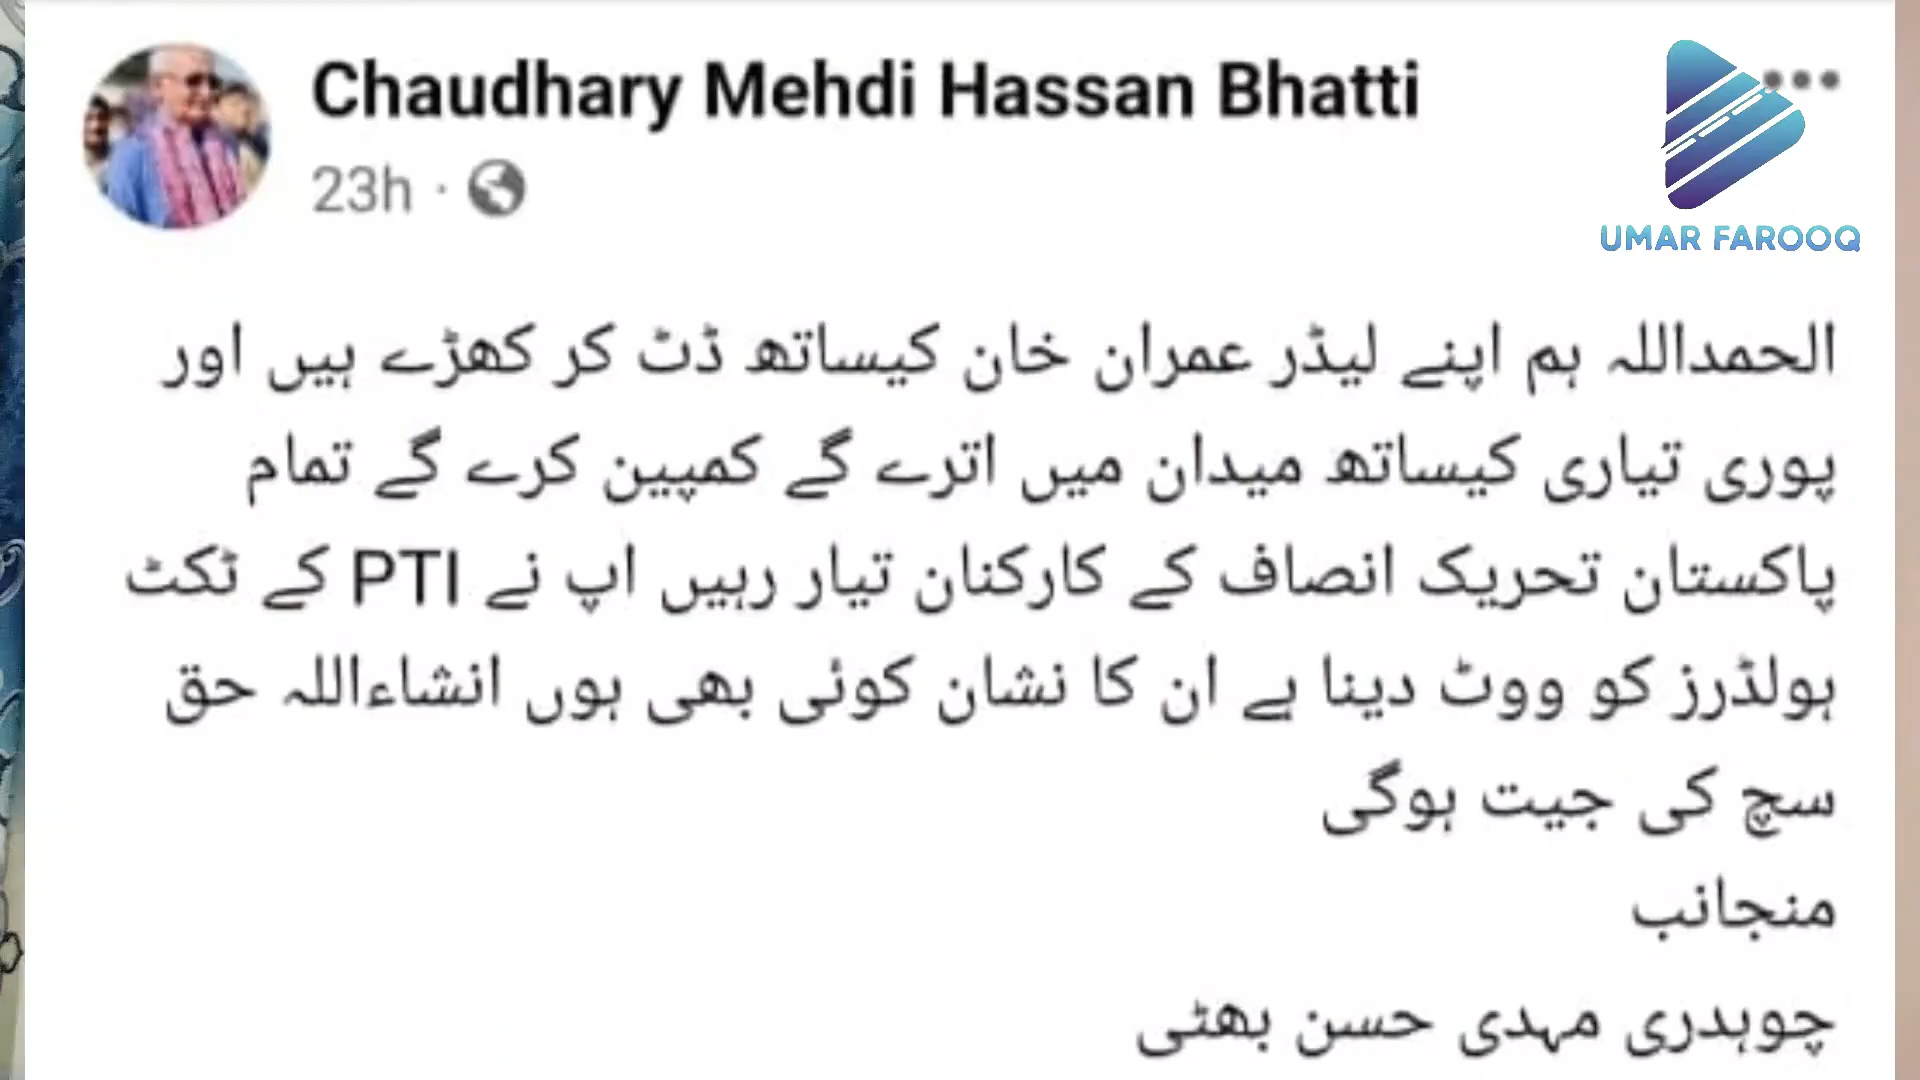 Chaudhary Mehdi Hassan Bhatti
23h ·
UMAR FAROOQ
الحمداللہ ہم اپنے لیڈر عمران خان کیساتھ ڈٹ کر کھڑے ہیں اور
پوری تیاری کیساتھ میدان میں اترے گے کمپین کرے گے تمام
پاکستان تحریک انصاف کے کارکنان تیار رہیں اپ نے PTI کے ٹکٹ
ہولڈرز کو ووٹ دینا ہے ان کا نشان کوئی بھی ہوں انشاءاللہ حق
سچ کی جیت ہوگی
منجانب
چوہدری مہدی حسن بھٹی